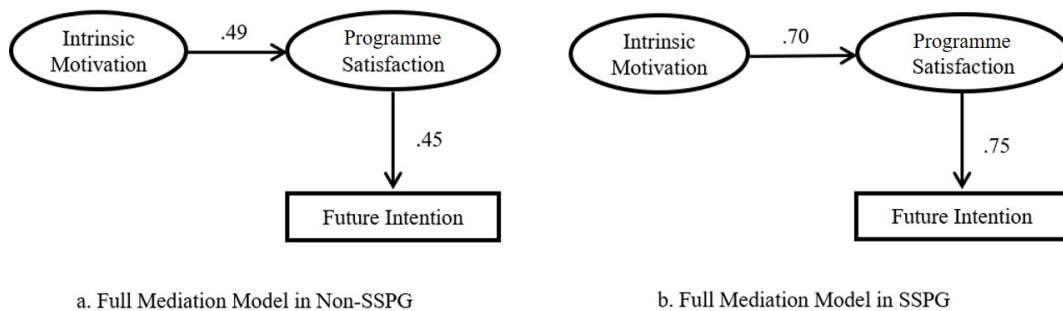 Intrinsic
Motivation
.49
Programme
Satisfaction
.45
Future Intention
a. Full Mediation Model in Non-SSPG
Intrinsic
Motivation
.70
Programme
Satisfaction
.75
Future Intention
b. Full Mediation Model in SSPG